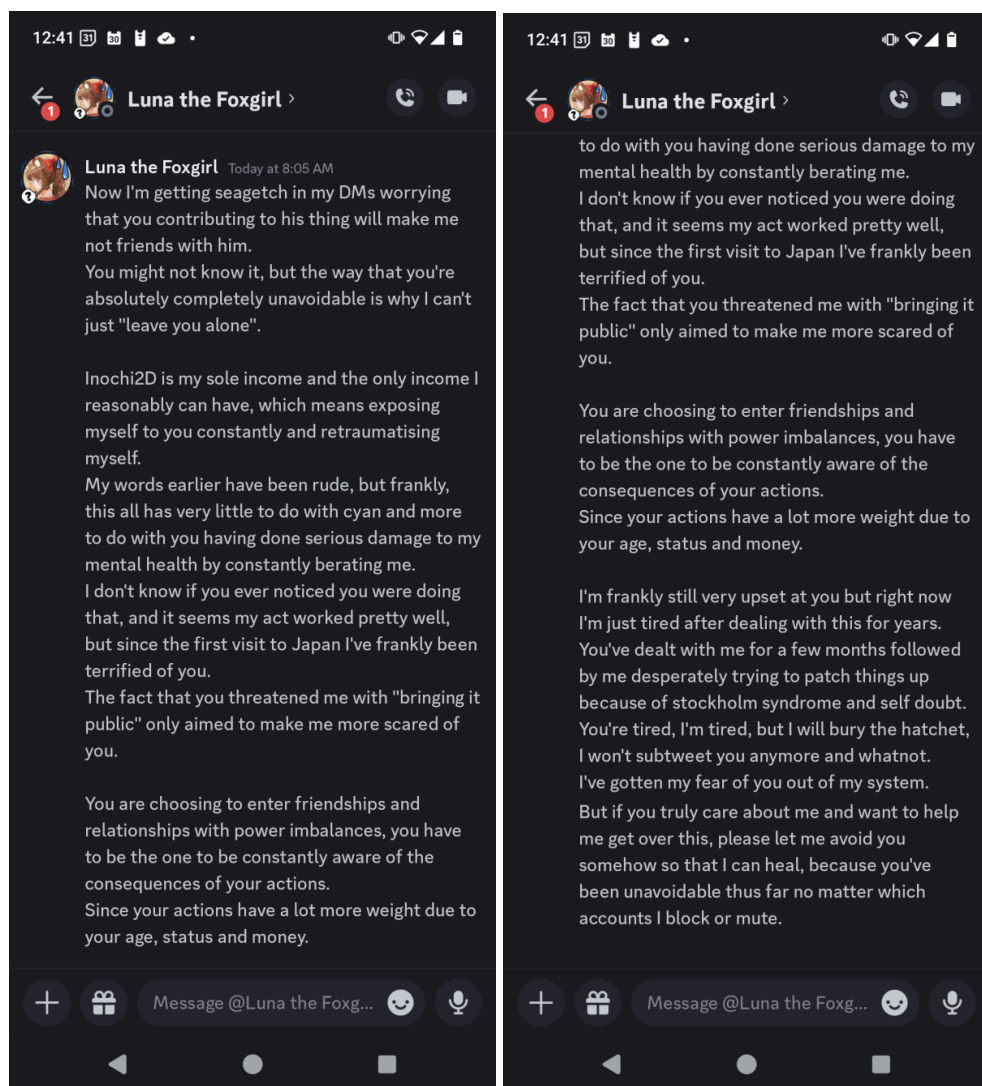 12:41 31 30
1
Luna the Foxgirl
Luna the Foxgirl Today at 8:05 AM
Now I'm getting seagetch in my DMs worrying
that you contributing to his thing will make me
not friends with him.
You might not know it, but the way that you're
absolutely completely unavoidable is why I can't
just "leave you alone".
Inochi2D is my sole income and the only income I
reasonably can have, which means exposing
myself to you constantly and retraumatising
myself.
My words earlier have been rude, but frankly,
this all has very little to do with cyan and more
to do with you having done serious damage to my
mental health by constantly berating me.
I don't know if you ever noticed you were doing
that, and it seems my act worked pretty well,
but since the first visit to Japan I've frankly been
terrified of you.
The fact that you threatened me with "bringing it
public" only aimed to make me more scared of
you.
You are choosing to enter friendships and
relationships with power imbalances, you have
to be the one to be constantly aware of the
consequences of your actions.
Since your actions have a lot more weight due to
your age, status and money.
Message @Luna the Foxg...
12:41 31 30
1
Luna the Foxgirl
to do with you having done serious damage to my
mental health by constantly berating me.
I don't know if you ever noticed you were doing
that, and it seems my act worked pretty well,
but since the first visit to Japan I've frankly been
terrified of you.
The fact that you threatened me with "bringing it
public" only aimed to make me more scared of
you.
You are choosing to enter friendships and
relationships with power imbalances, you have
to be the one to be constantly aware of the
consequences of your actions.
Since your actions have a lot more weight due to
your age, status and money.
I'm frankly still very upset at you but right now
I'm just tired after dealing with this for years.
You've dealt with me for a few months followed
by me desperately trying to patch things up
because of stockholm syndrome and self doubt.
You're tired, I'm tired, but I will bury the hatchet,
I won't subtweet you anymore and whatnot.
I've gotten my fear of you out of my system.
But if you truly care about me and want to help
me get over this, please let me avoid you
somehow so that I can heal, because you've
been unavoidable thus far no matter which
accounts I block or mute.
Message @Luna the Foxg...